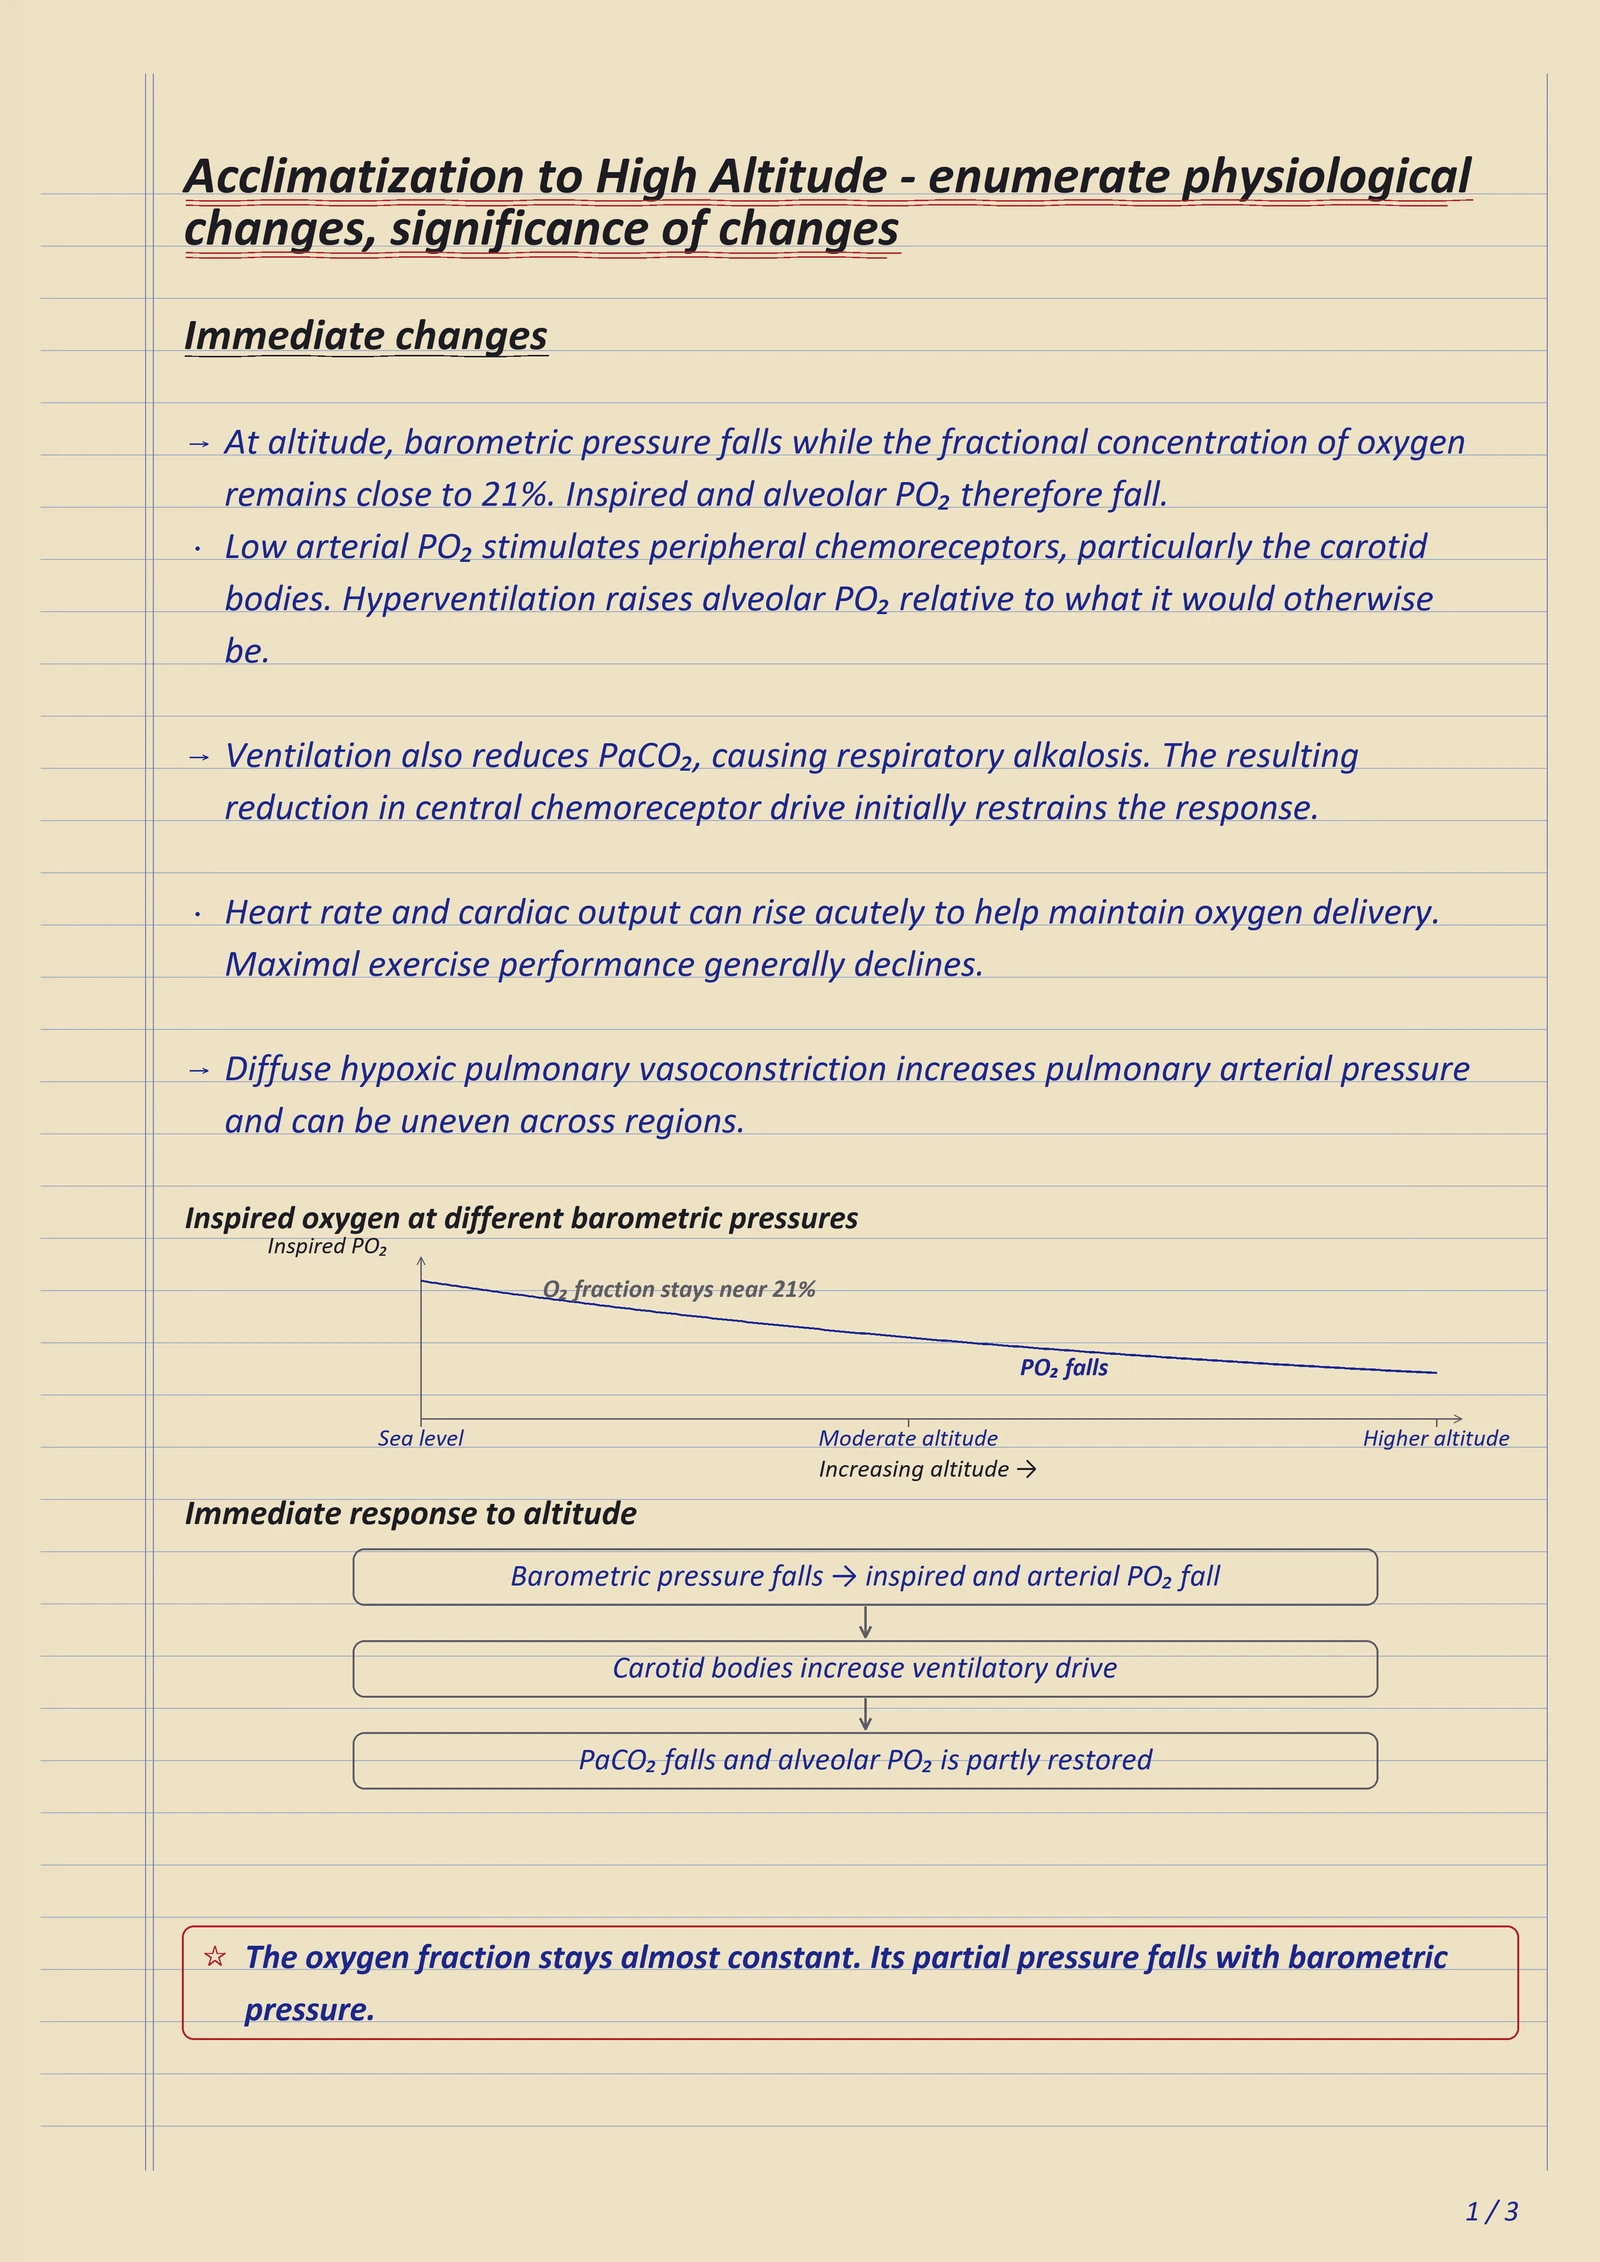 Acclimatization to High Altitude - enumerate physiological
changes, significance of changes
Immediate changes
→ At altitude, barometric pressure falls while the fractional concentration of oxygen
remains close to 21%. Inspired and alveolar PO₂ therefore fall.
· Low arterial PO₂ stimulates peripheral chemoreceptors, particularly the carotid
bodies. Hyperventilation raises alveolar PO₂ relative to what it would otherwise
be.
→ Ventilation also reduces PaCO₂, causing respiratory alkalosis. The resulting
reduction in central chemoreceptor drive initially restrains the response.
· Heart rate and cardiac output can rise acutely to help maintain oxygen delivery.
Maximal exercise performance generally declines.
→ Diffuse hypoxic pulmonary vasoconstriction increases pulmonary arterial pressure
and can be uneven across regions.
Inspired oxygen at different barometric pressures
Inspired PO₂
O₂ fraction stays near 21%
PO₂ falls
Sea level Moderate altitude Higher altitude
Increasing altitude →
Immediate response to altitude
Barometric pressure falls → inspired and arterial PO₂ fall
Carotid bodies increase ventilatory drive
PaCO₂ falls and alveolar PO₂ is partly restored
☆ The oxygen fraction stays almost constant. Its partial pressure falls with barometric
pressure.
1 / 3